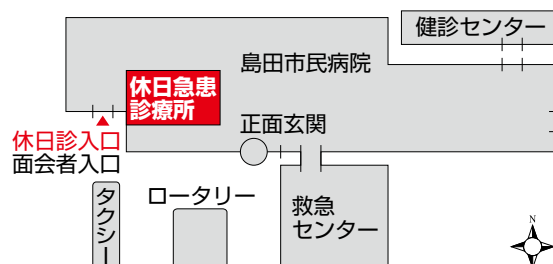 健診センター
島田市民病院
休日急患
診療所
正面玄関
休日診入口
面会者入口
タクシー
ロータリー
救急
センター
N